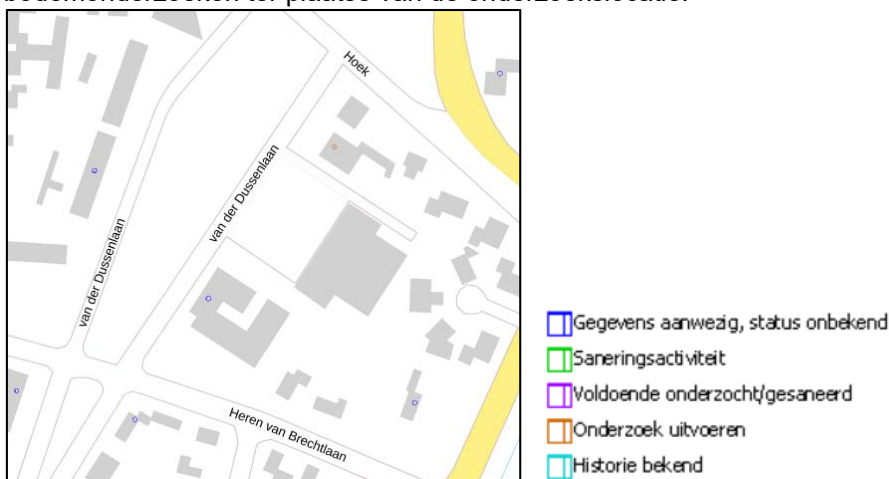 bodemonderzoeken ter plaatse van de onderzoekslocatie.
Hoek
van der Dussenlaan
van der Dussenlaan
Heren van Brechtlaan
Gegevens aanwezig, status onbekend
Saneringsactiviteit
Voldoende onderzocht/gesaneerd
Onderzoek uitvoeren
Historie bekend